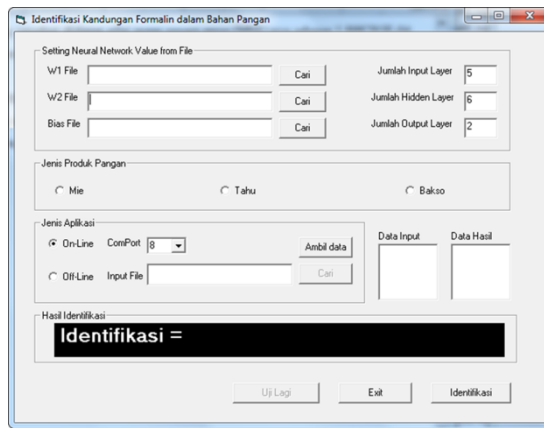 Identifikasi Kandungan Formalin dalam Bahan Pangan
Setting Neural Network Value from File
W1 File Cari Jumlah Input Layer 5
W2 File Cari Jumlah Hidden Layer 6
Bias File Cari Jumlah Output Layer 2
Jenis Produk Pangan
Mie Tahu Bakso
Jenis Aplikasi
On-Line ComPort 8 Ambil data
Off-Line Input File Cari
Data Input Data Hasil
Hasil Identifikasi
Identifikasi =
Uji Lagi Exit Identifikasi